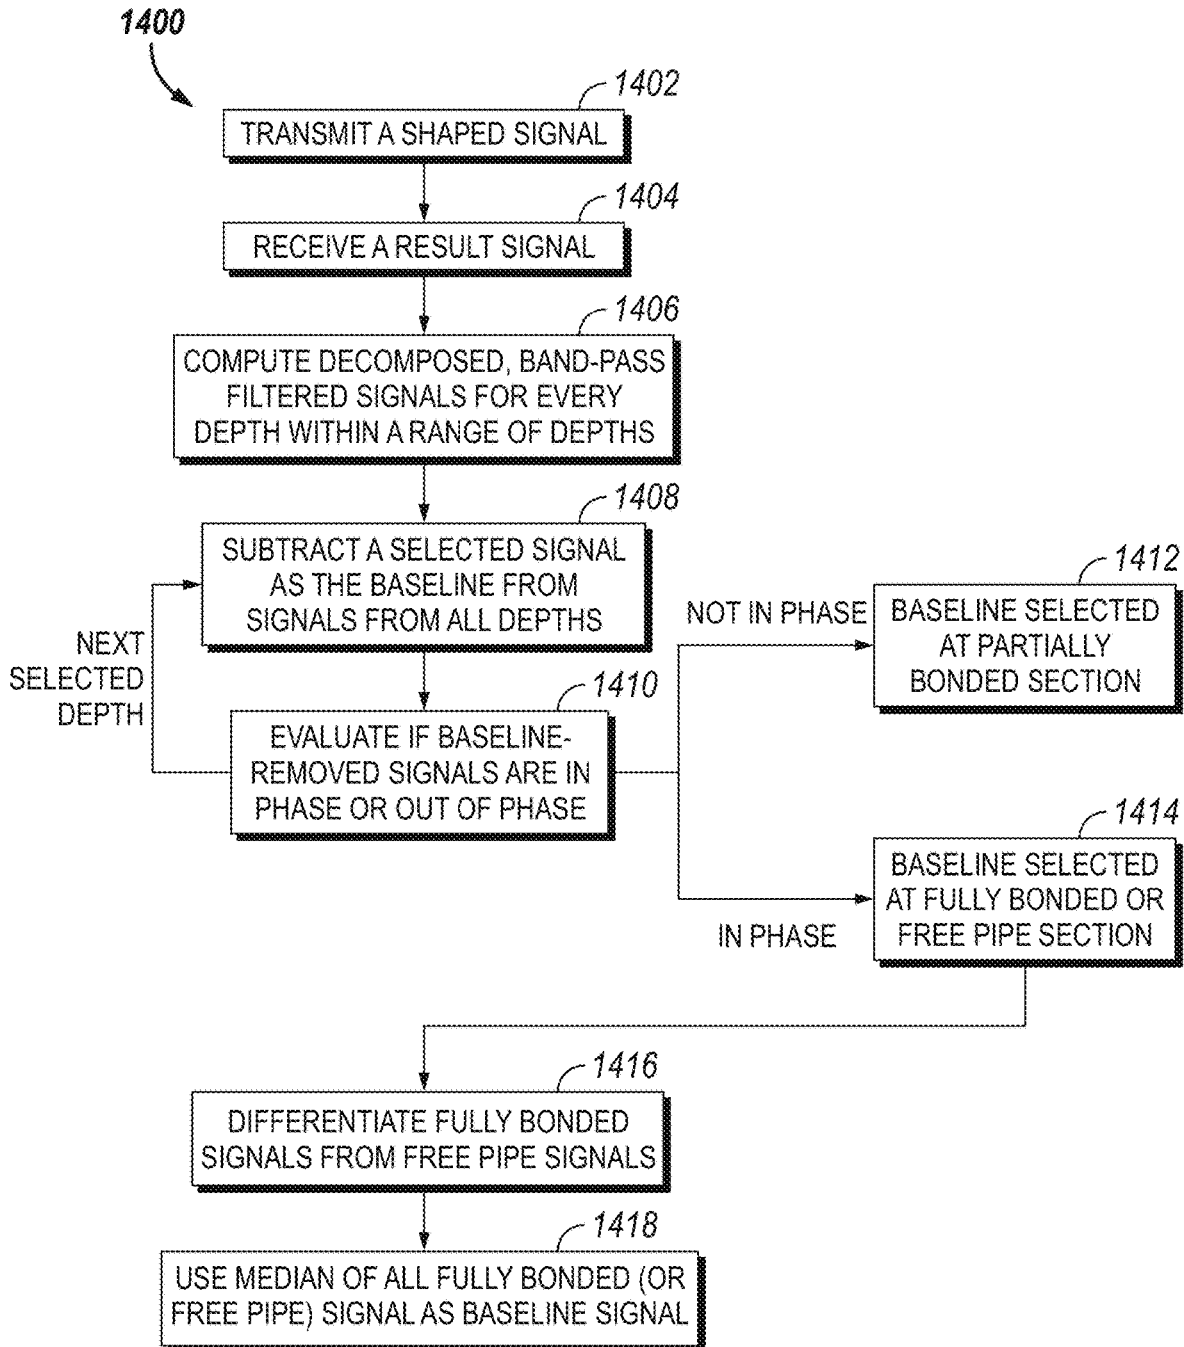 1400
1402
TRANSMIT A SHAPED SIGNAL
1404
RECEIVE A RESULT SIGNAL
1406
COMPUTE DECOMPOSED, BAND-PASS
FILTERED SIGNALS FOR EVERY
DEPTH WITHIN A RANGE OF DEPTHS
1408
SUBTRACT A SELECTED SIGNAL
AS THE BASELINE FROM
SIGNALS FROM ALL DEPTHS
NEXT
SELECTED
DEPTH
1410
EVALUATE IF BASELINE-
REMOVED SIGNALS ARE IN
PHASE OR OUT OF PHASE
NOT IN PHASE
1412
BASELINE SELECTED
AT PARTIALLY
BONDED SECTION
IN PHASE
1414
BASELINE SELECTED
AT FULLY BONDED OR
FREE PIPE SECTION
1416
DIFFERENTIATE FULLY BONDED
SIGNALS FROM FREE PIPE SIGNALS
1418
USE MEDIAN OF ALL FULLY BONDED (OR
FREE PIPE) SIGNAL AS BASELINE SIGNAL